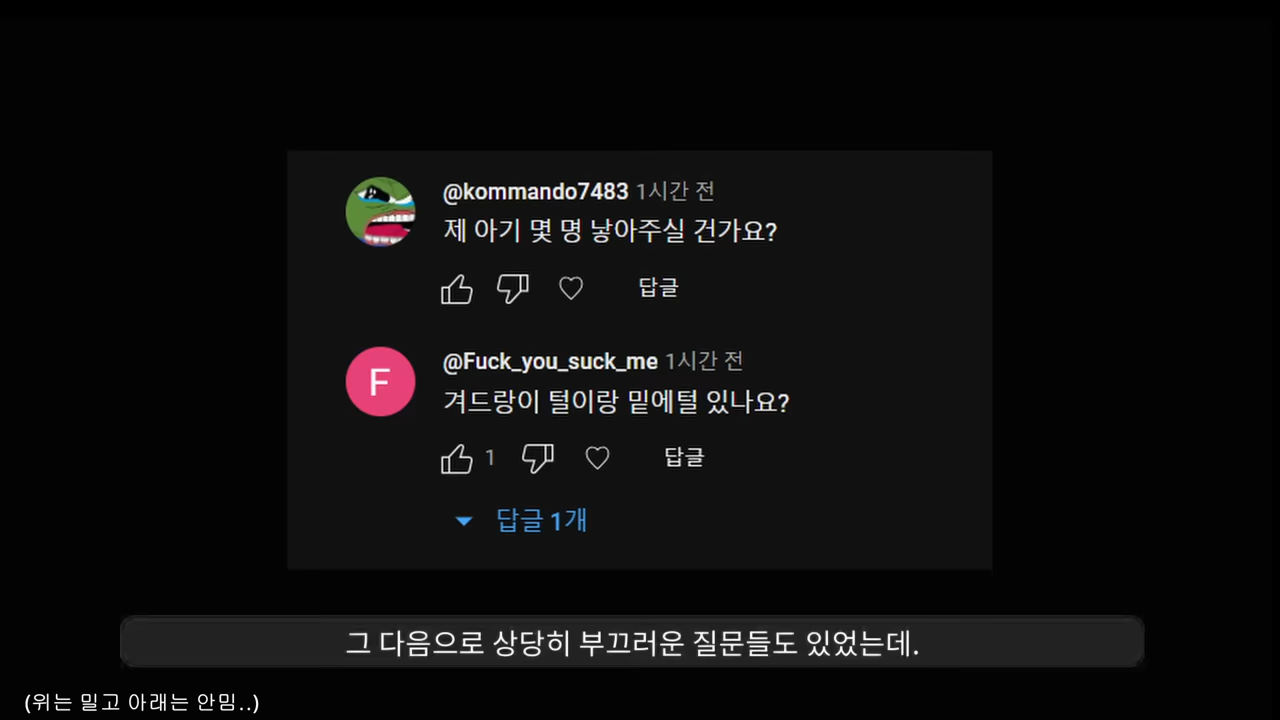 @kommando7483 1시간 전
제 아기 몇 명 낳아주실 건가요?
답글
F
@Fuck_you_suck_me 1시간 전
겨드랑이 털이랑 밑에털 있나요?
1 답글
답글 1개
그 다음으로 상당히 부끄러운 질문들도 있었는데.
(위는 밀고 아래는 안밈..)